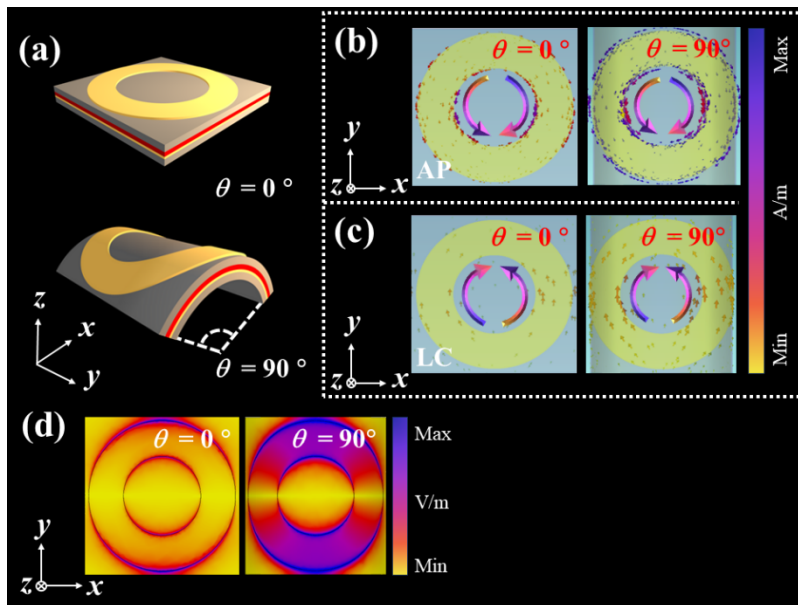 (a)
θ = 0 °
θ = 90 °
z
x
y
(b)
θ = 0 °
θ = 90°
y
z
x
AP
(c)
θ = 0 °
θ = 90°
y
z
x
LC
Max
A/m
Min
(d)
θ = 0 °
θ = 90°
y
z
x
Max
V/m
Min